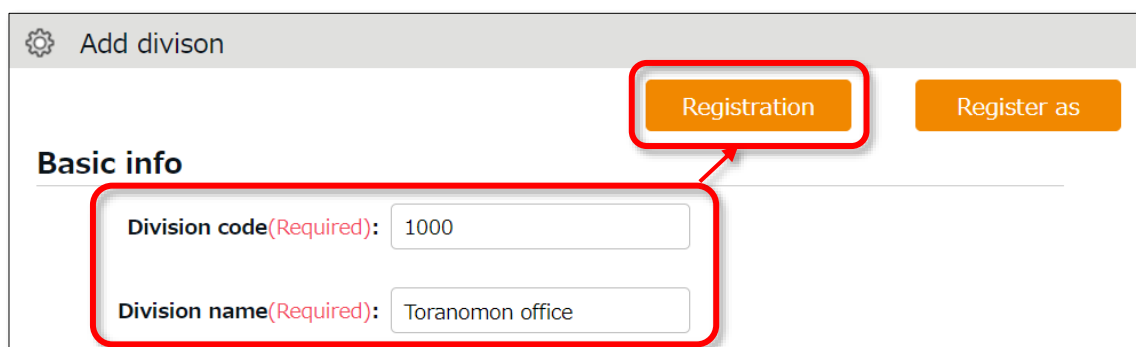 Add divison
Registration
Register as
Basic info
Division code(Required): 1000
Division name(Required): Toranomon office